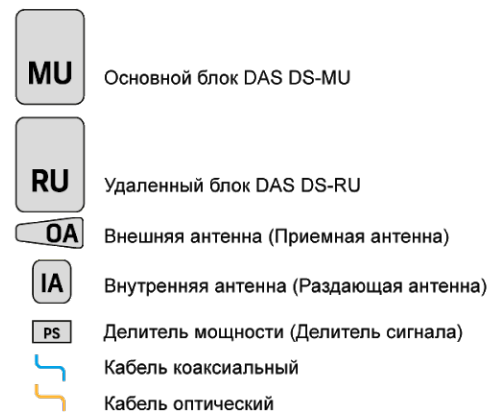 MU Основной блок DAS DS-MU
RU Удаленный блок DAS DS-RU
OA Внешняя антенна (Приемная антенна)
IA Внутренняя антенна (Раздающая антенна)
PS Делитель мощности (Делитель сигнала)
Кабель коаксиальный
Кабель оптический